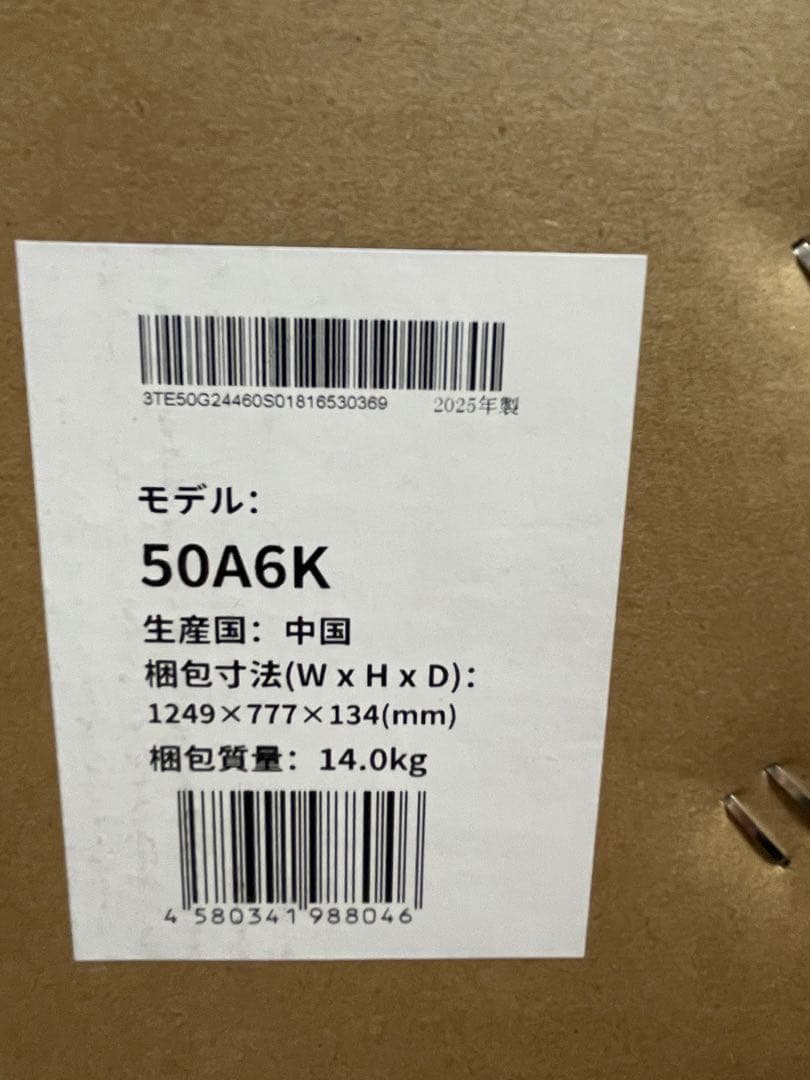 3TE50G24460S01816530369 2025年製
モデル：
50A6K
生産国：中国
梱包寸法(W x H x D)：
1249×777×134(mm)
梱包質量：14.0kg
4 580341 988046